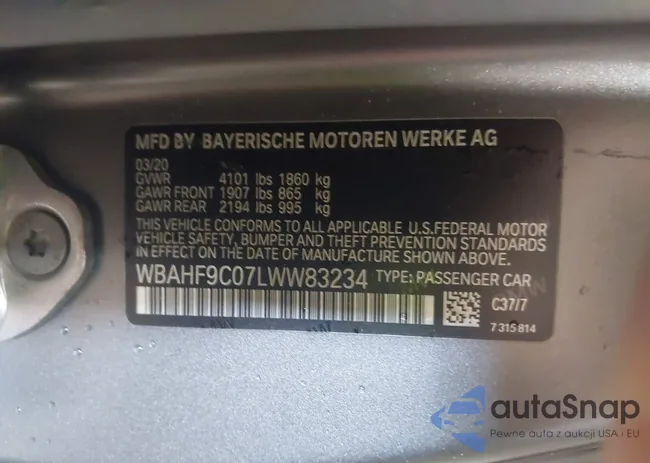 MFD BY BAYERISCHE MOTOREN WERKE AG
03/20
GVWR 4101 lbs 1860 kg
GAWR FRONT 1907 lbs 865 kg
GAWR REAR 2194 lbs 995 kg
THIS VEHICLE CONFORMS TO ALL APPLICABLE U.S.FEDERAL MOTOR
VEHICLE SAFETY, BUMPER AND THEFT PREVENTION STANDARDS
IN EFFECT ON THE DATE OF MANUFACTURE SHOWN ABOVE.
WBAHF9C07LWW83234 TYPE: PASSENGER CAR
C37/7
7 315 814
autaSnap
Pewne auta z aukcji USA i EU